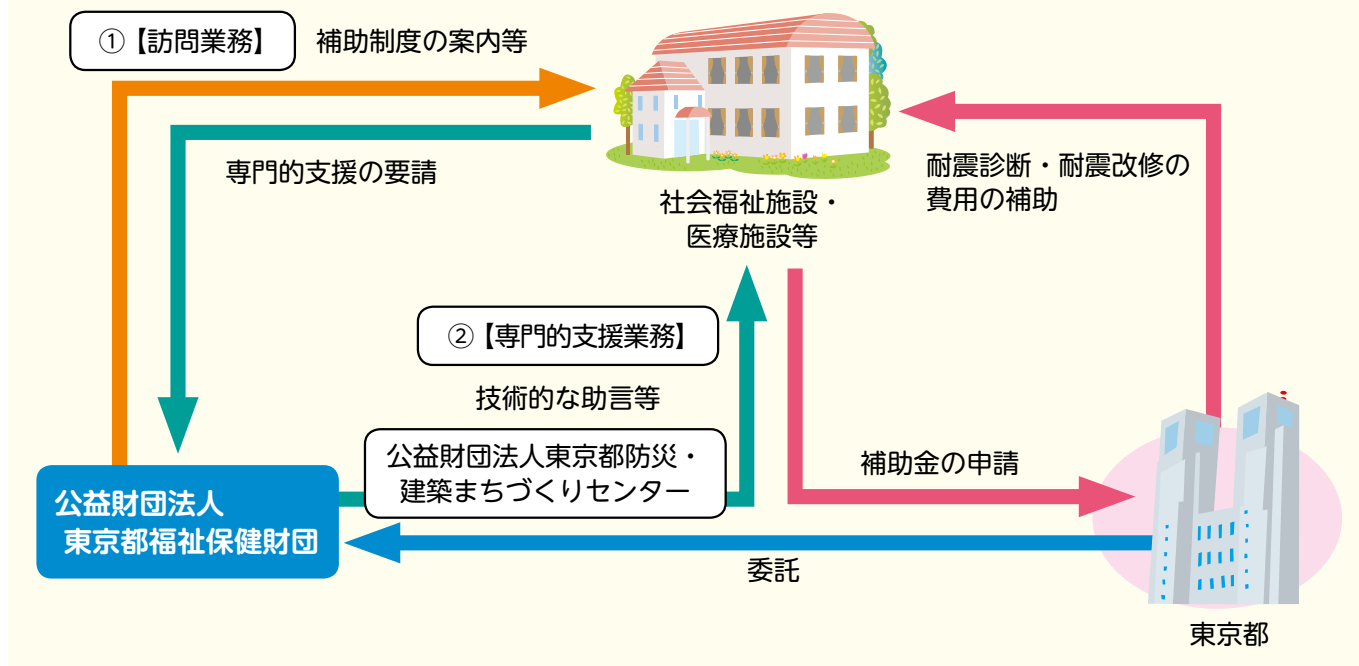 ①【訪問業務】
補助制度の案内等
専門的支援の要請
社会福祉施設・
医療施設等
耐震診断・耐震改修の
費用の補助
②【専門的支援業務】
技術的な助言等
公益財団法人東京都防災・
建築まちづくりセンター
補助金の申請
公益財団法人
東京都福祉保健財団
委託
東京都